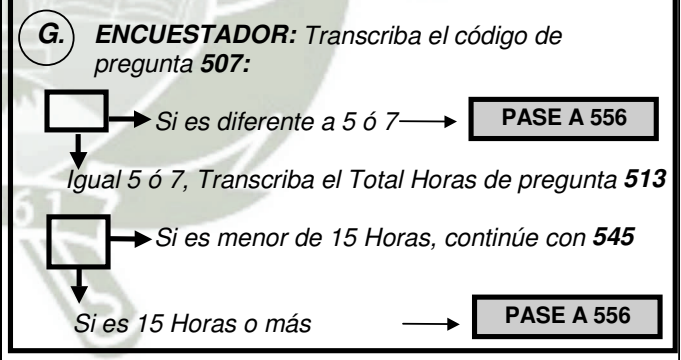 G. ENCUESTADOR: Transcriba el código de
pregunta 507:
Si es diferente a 5 ó 7 PASE A 556
Igual 5 ó 7, Transcriba el Total Horas de pregunta 513
Si es menor de 15 Horas, continúe con 545
Si es 15 Horas o más PASE A 556